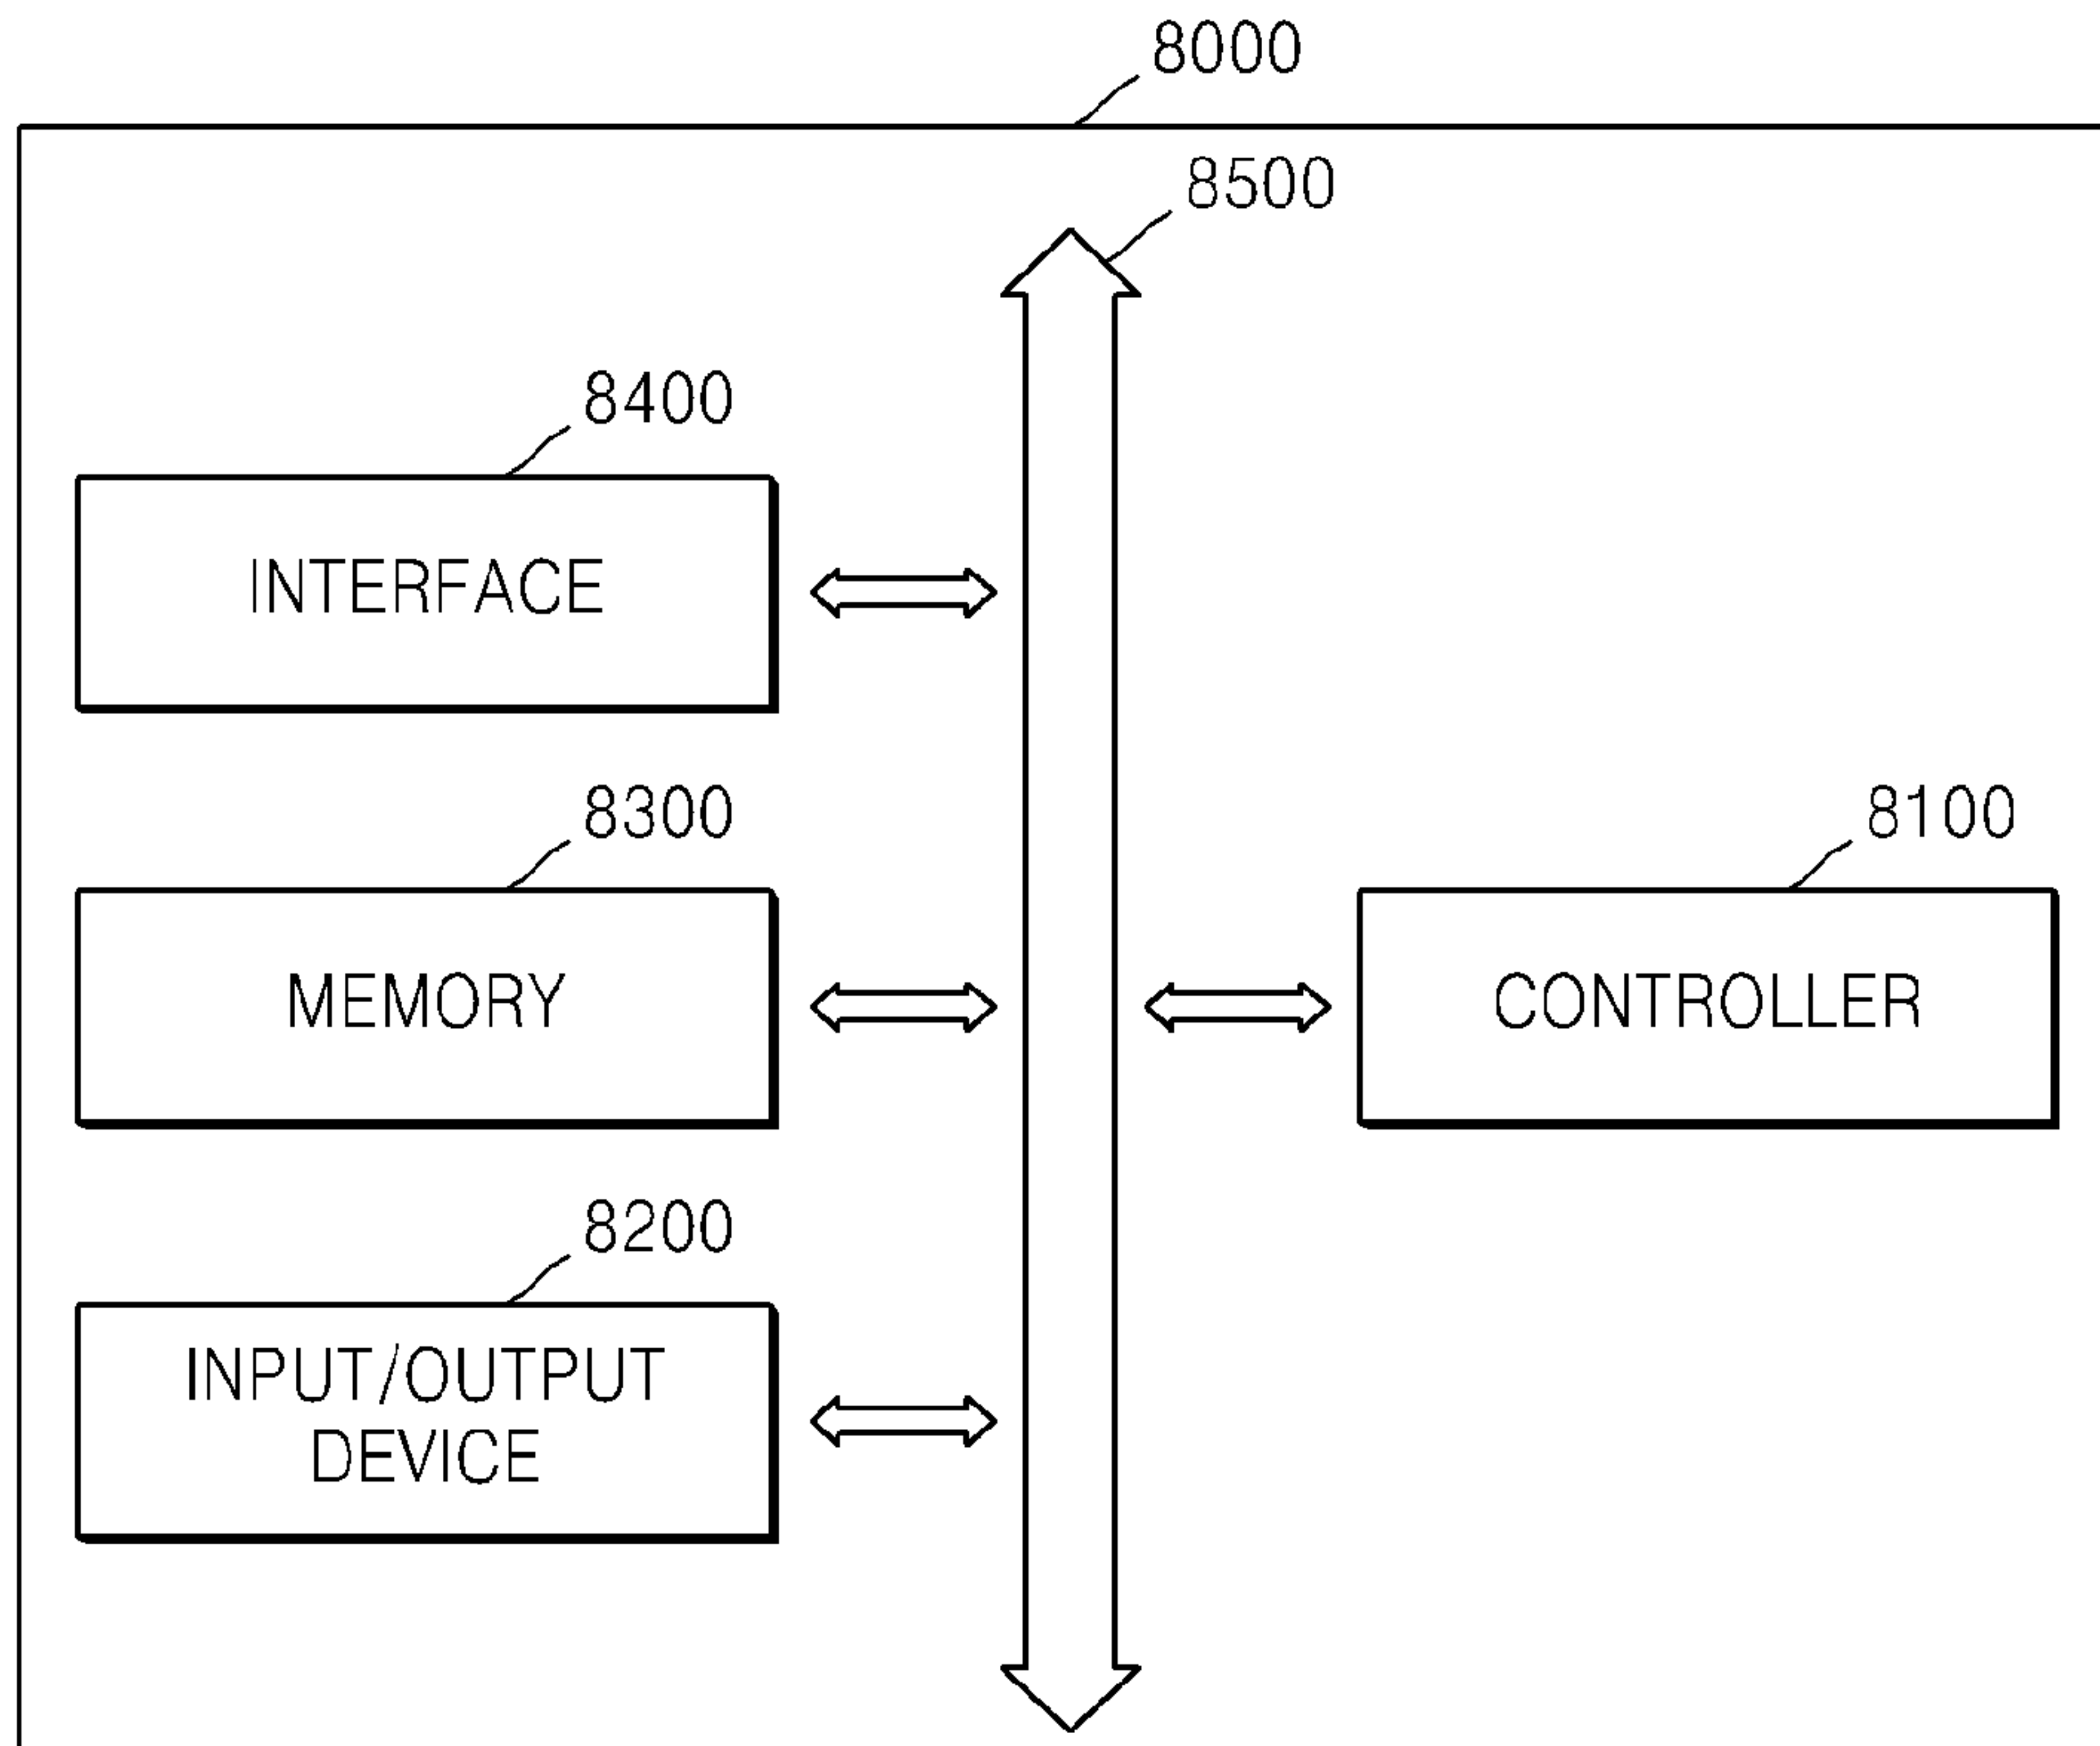 8000
8500
8400
INTERFACE
8300
MEMORY
8100
CONTROLLER
8200
INPUT/OUTPUT
DEVICE